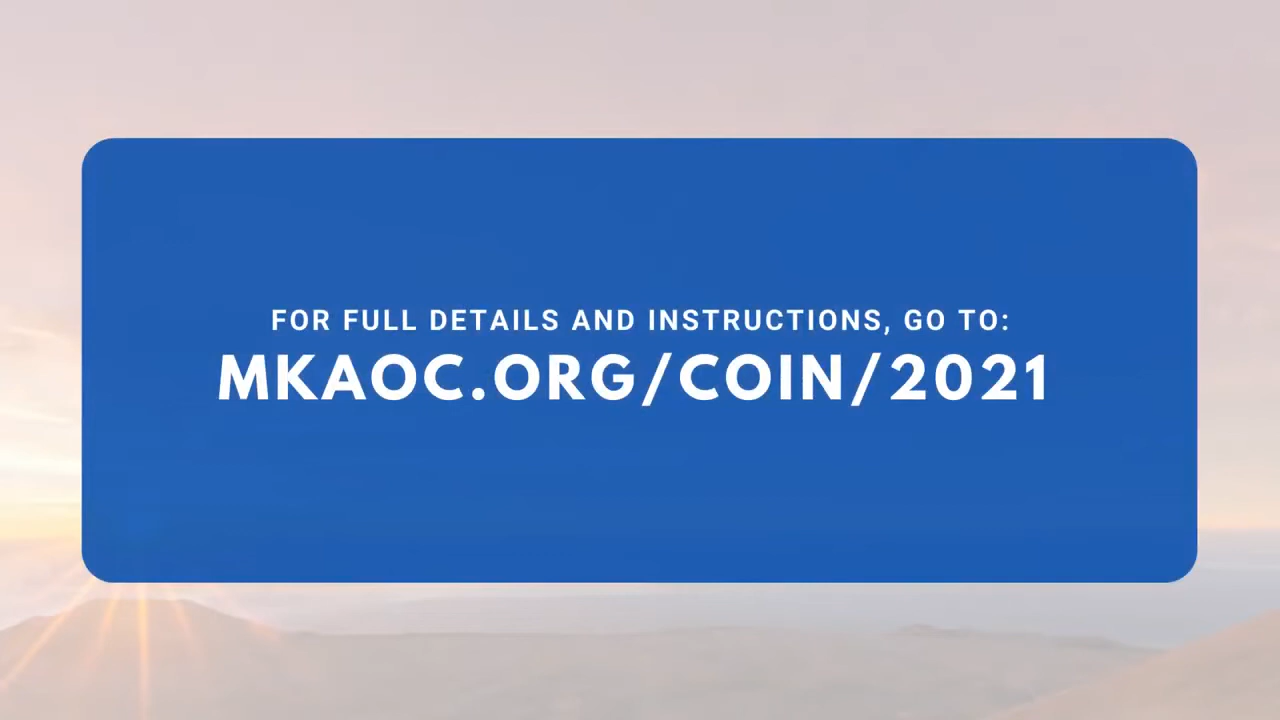 FOR FULL DETAILS AND INSTRUCTIONS, GO TO:
MKAOC.ORG/COIN/2021